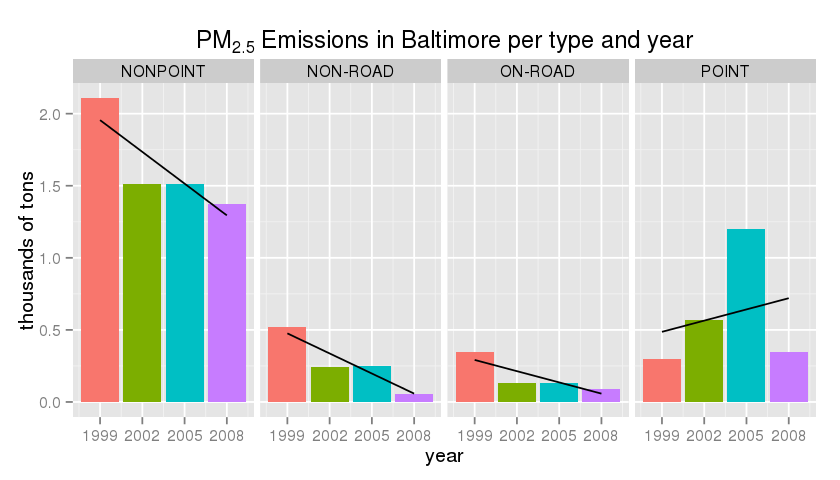 PM2.5 Emissions in Baltimore per type and year
NONPOINT NON-ROAD ON-ROAD POINT
thousands of tons
2.0
1.5
1.0
0.5
0.0
1999 2002 2005 2008 1999 2002 2005 2008 1999 2002 2005 2008 1999 2002 2005 2008
year